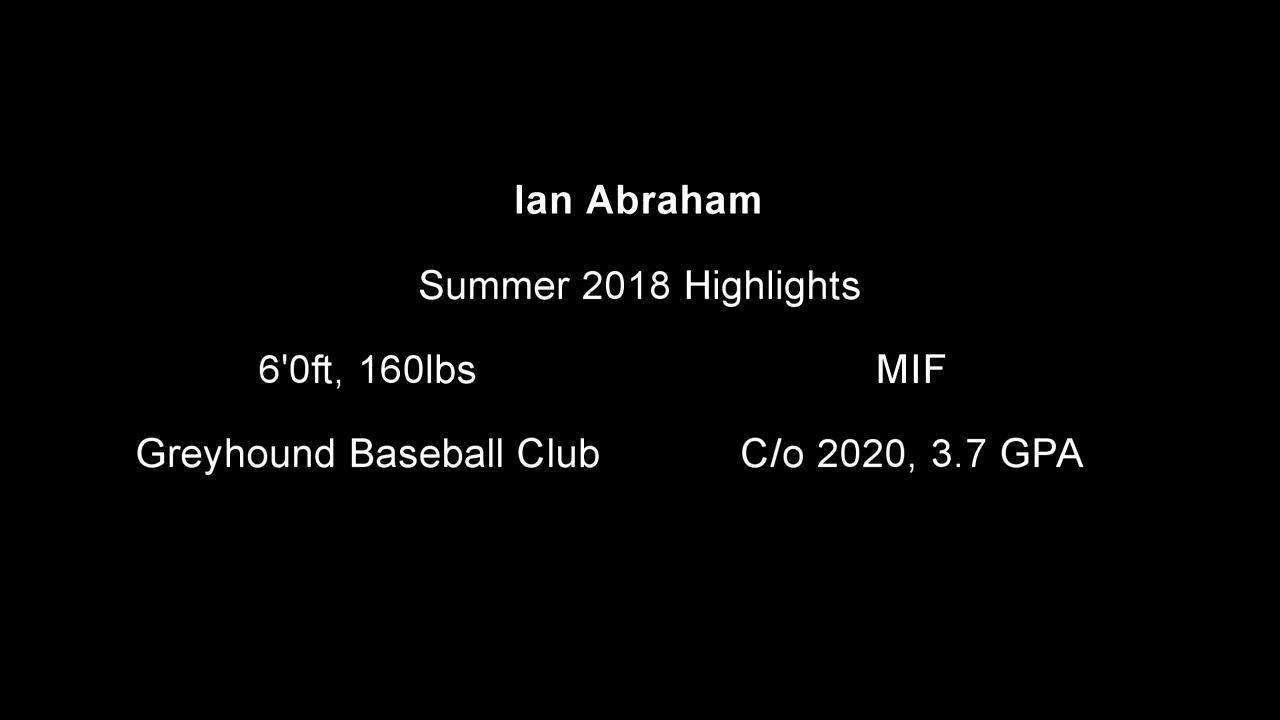 Ian Abraham
Summer 2018 Highlights
6'0ft, 160lbs MIF
Greyhound Baseball Club C/o 2020, 3.7 GPA